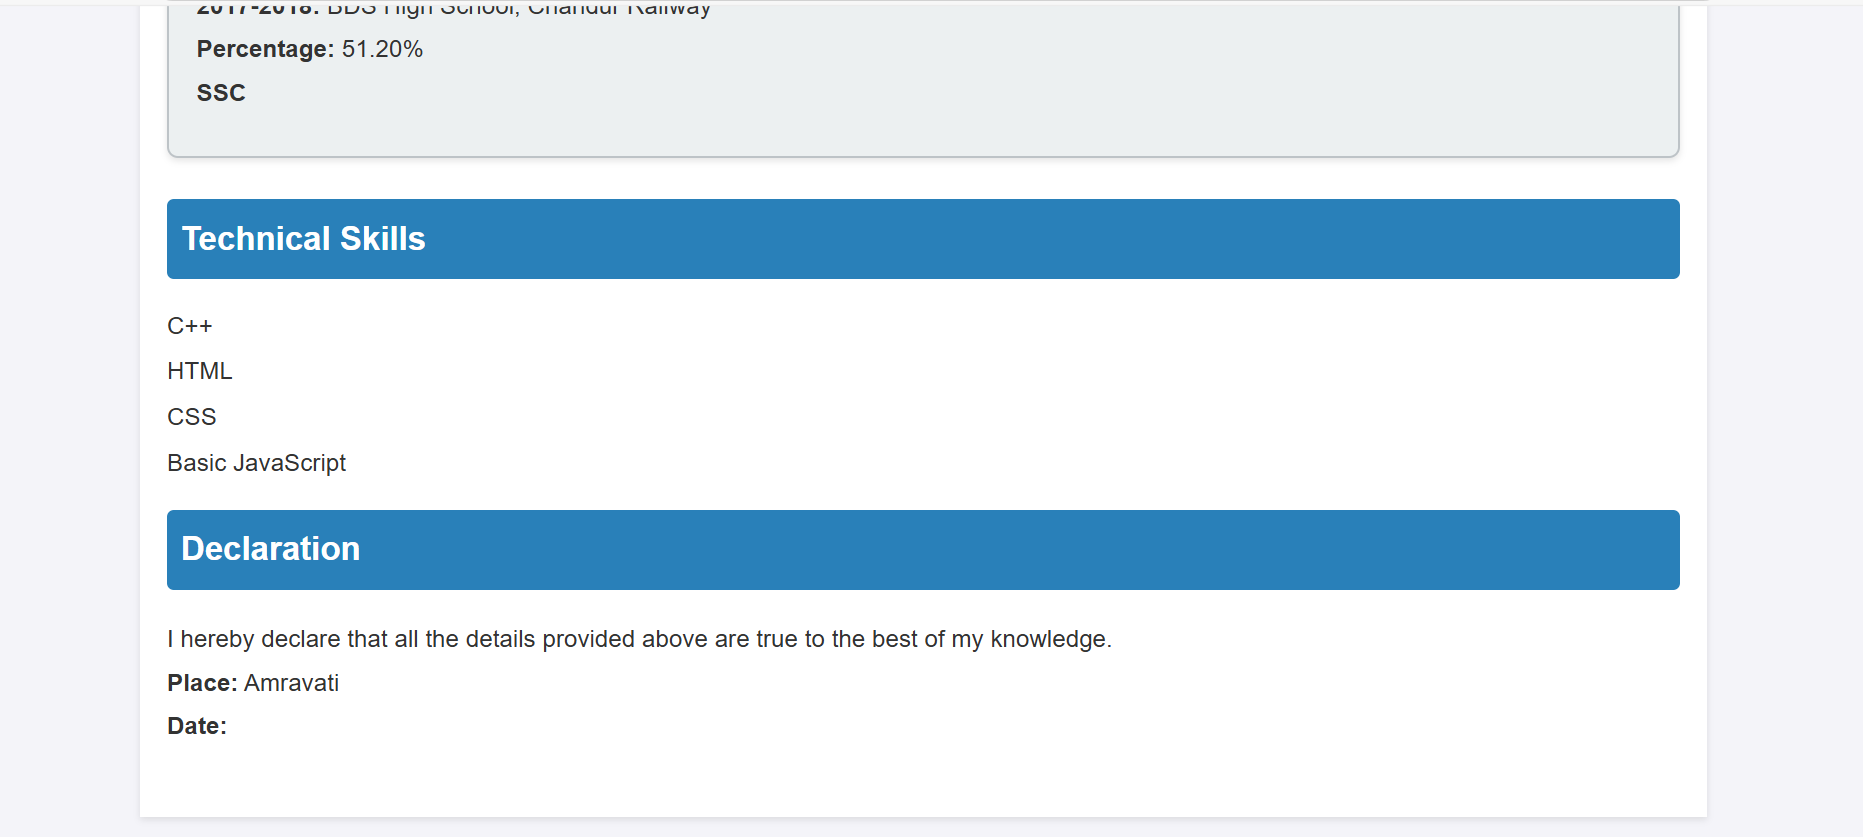 2017-2018: BDS High School, Chandur Railway
Percentage: 51.20%
SSC
Technical Skills
C++
HTML
CSS
Basic JavaScript
Declaration
I hereby declare that all the details provided above are true to the best of my knowledge.
Place: Amravati
Date: